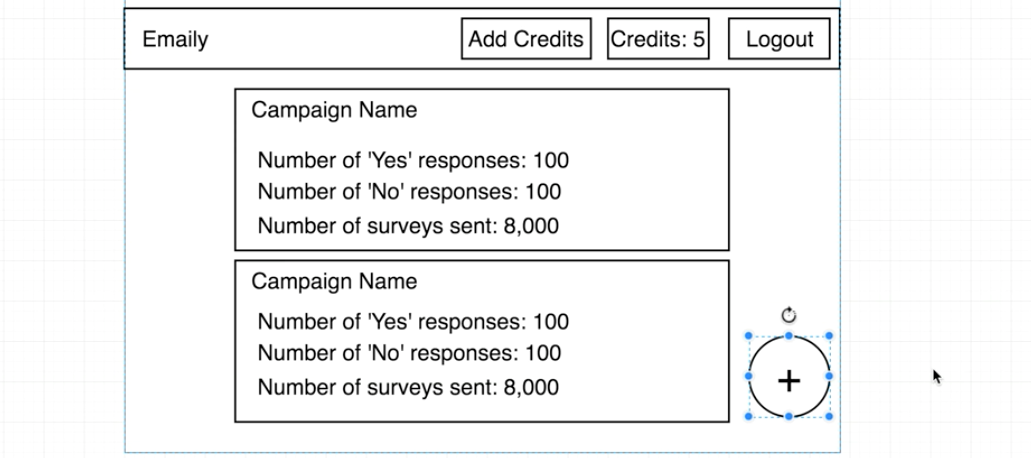 Emaily Add Credits Credits: 5 Logout
Campaign Name
Number of 'Yes' responses: 100
Number of 'No' responses: 100
Number of surveys sent: 8,000
Campaign Name
Number of 'Yes' responses: 100
Number of 'No' responses: 100
Number of surveys sent: 8,000
+